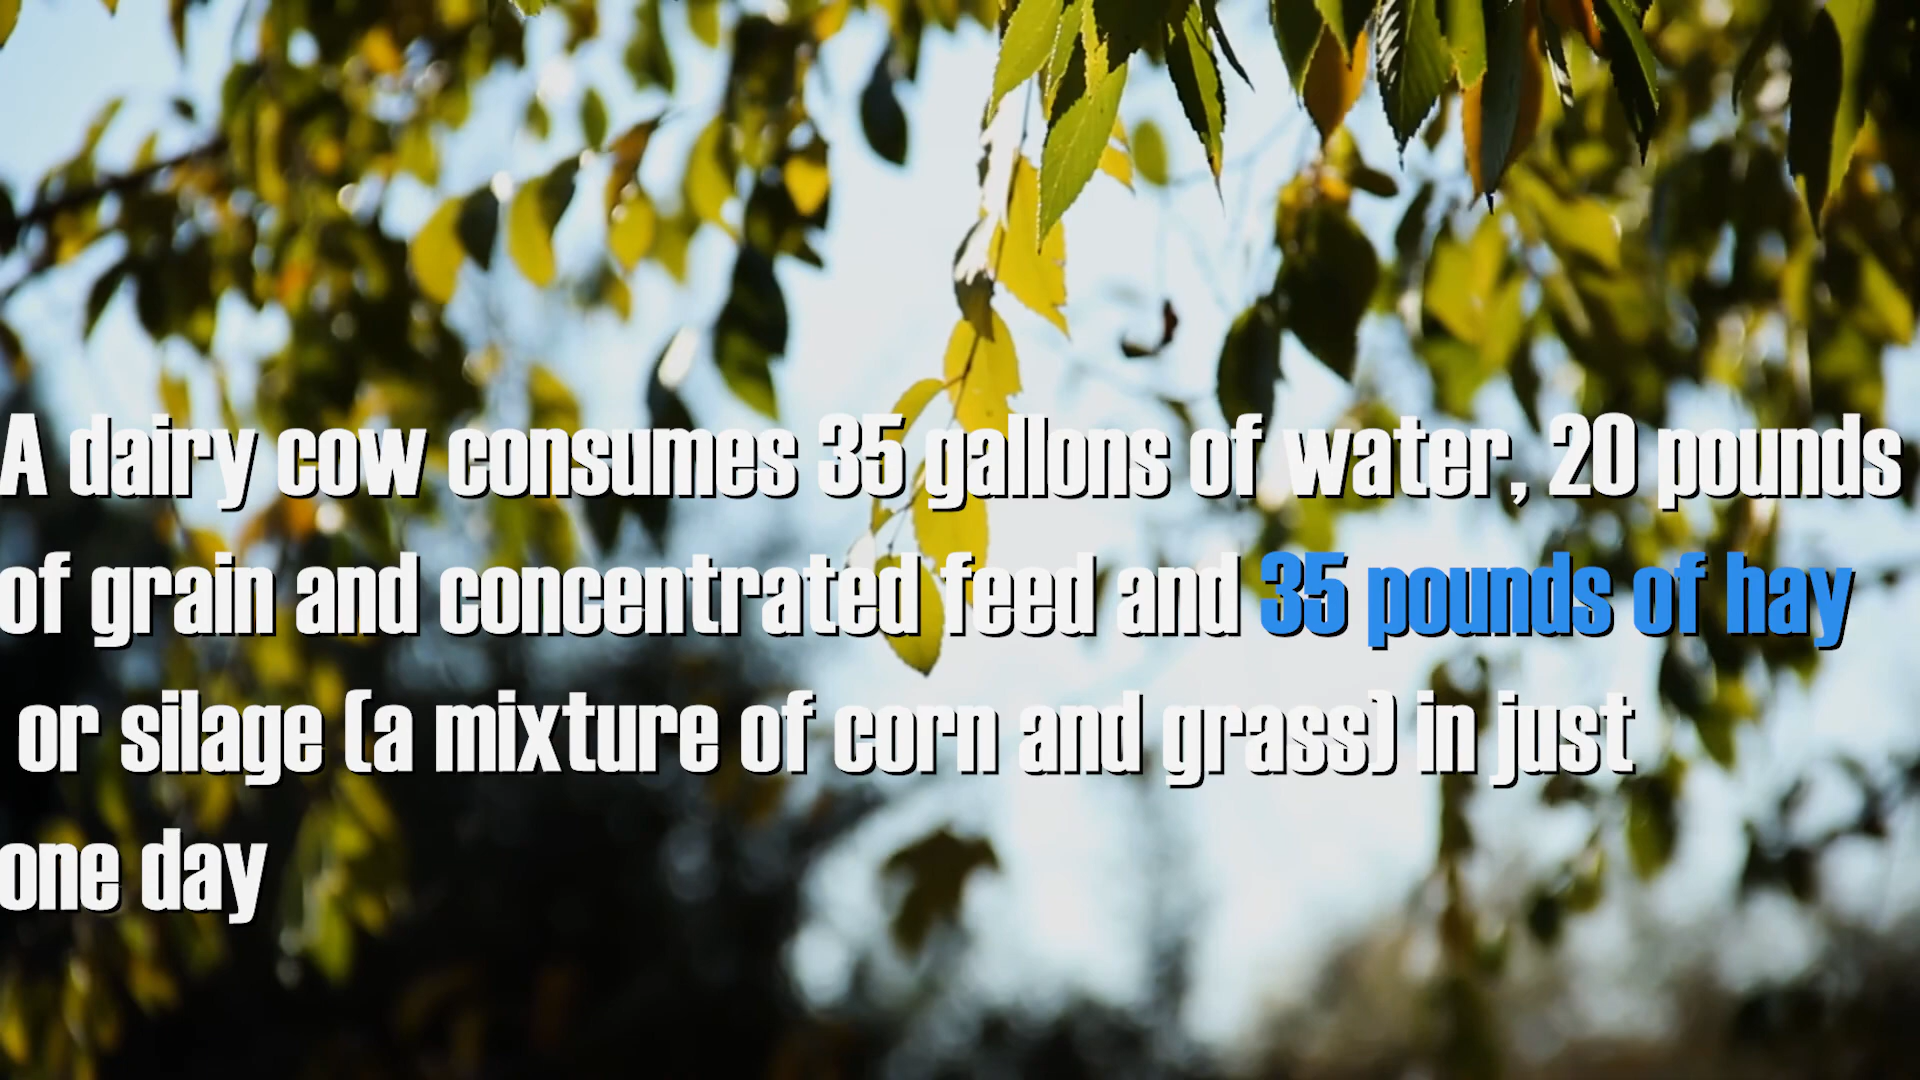 A dairy cow consumes 35 gallons of water, 20 pounds
of grain and concentrated feed and 35 pounds of hay
or silage (a mixture of corn and grass) in just
one day